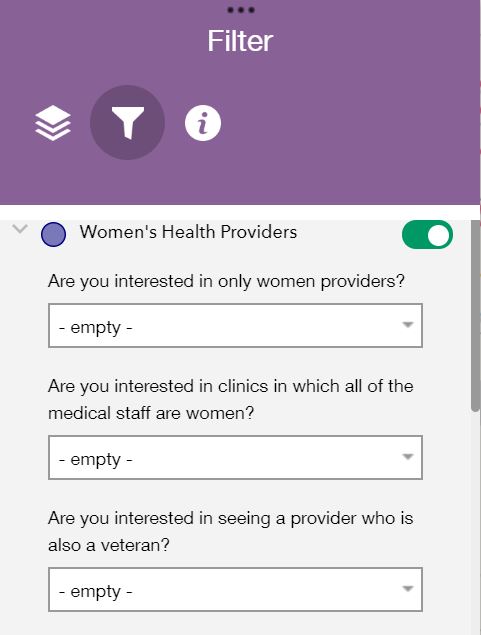 Filter
i
Women's Health Providers
Are you interested in only women providers?
- empty -
Are you interested in clinics in which all of the
medical staff are women?
- empty -
Are you interested in seeing a provider who is
also a veteran?
- empty -